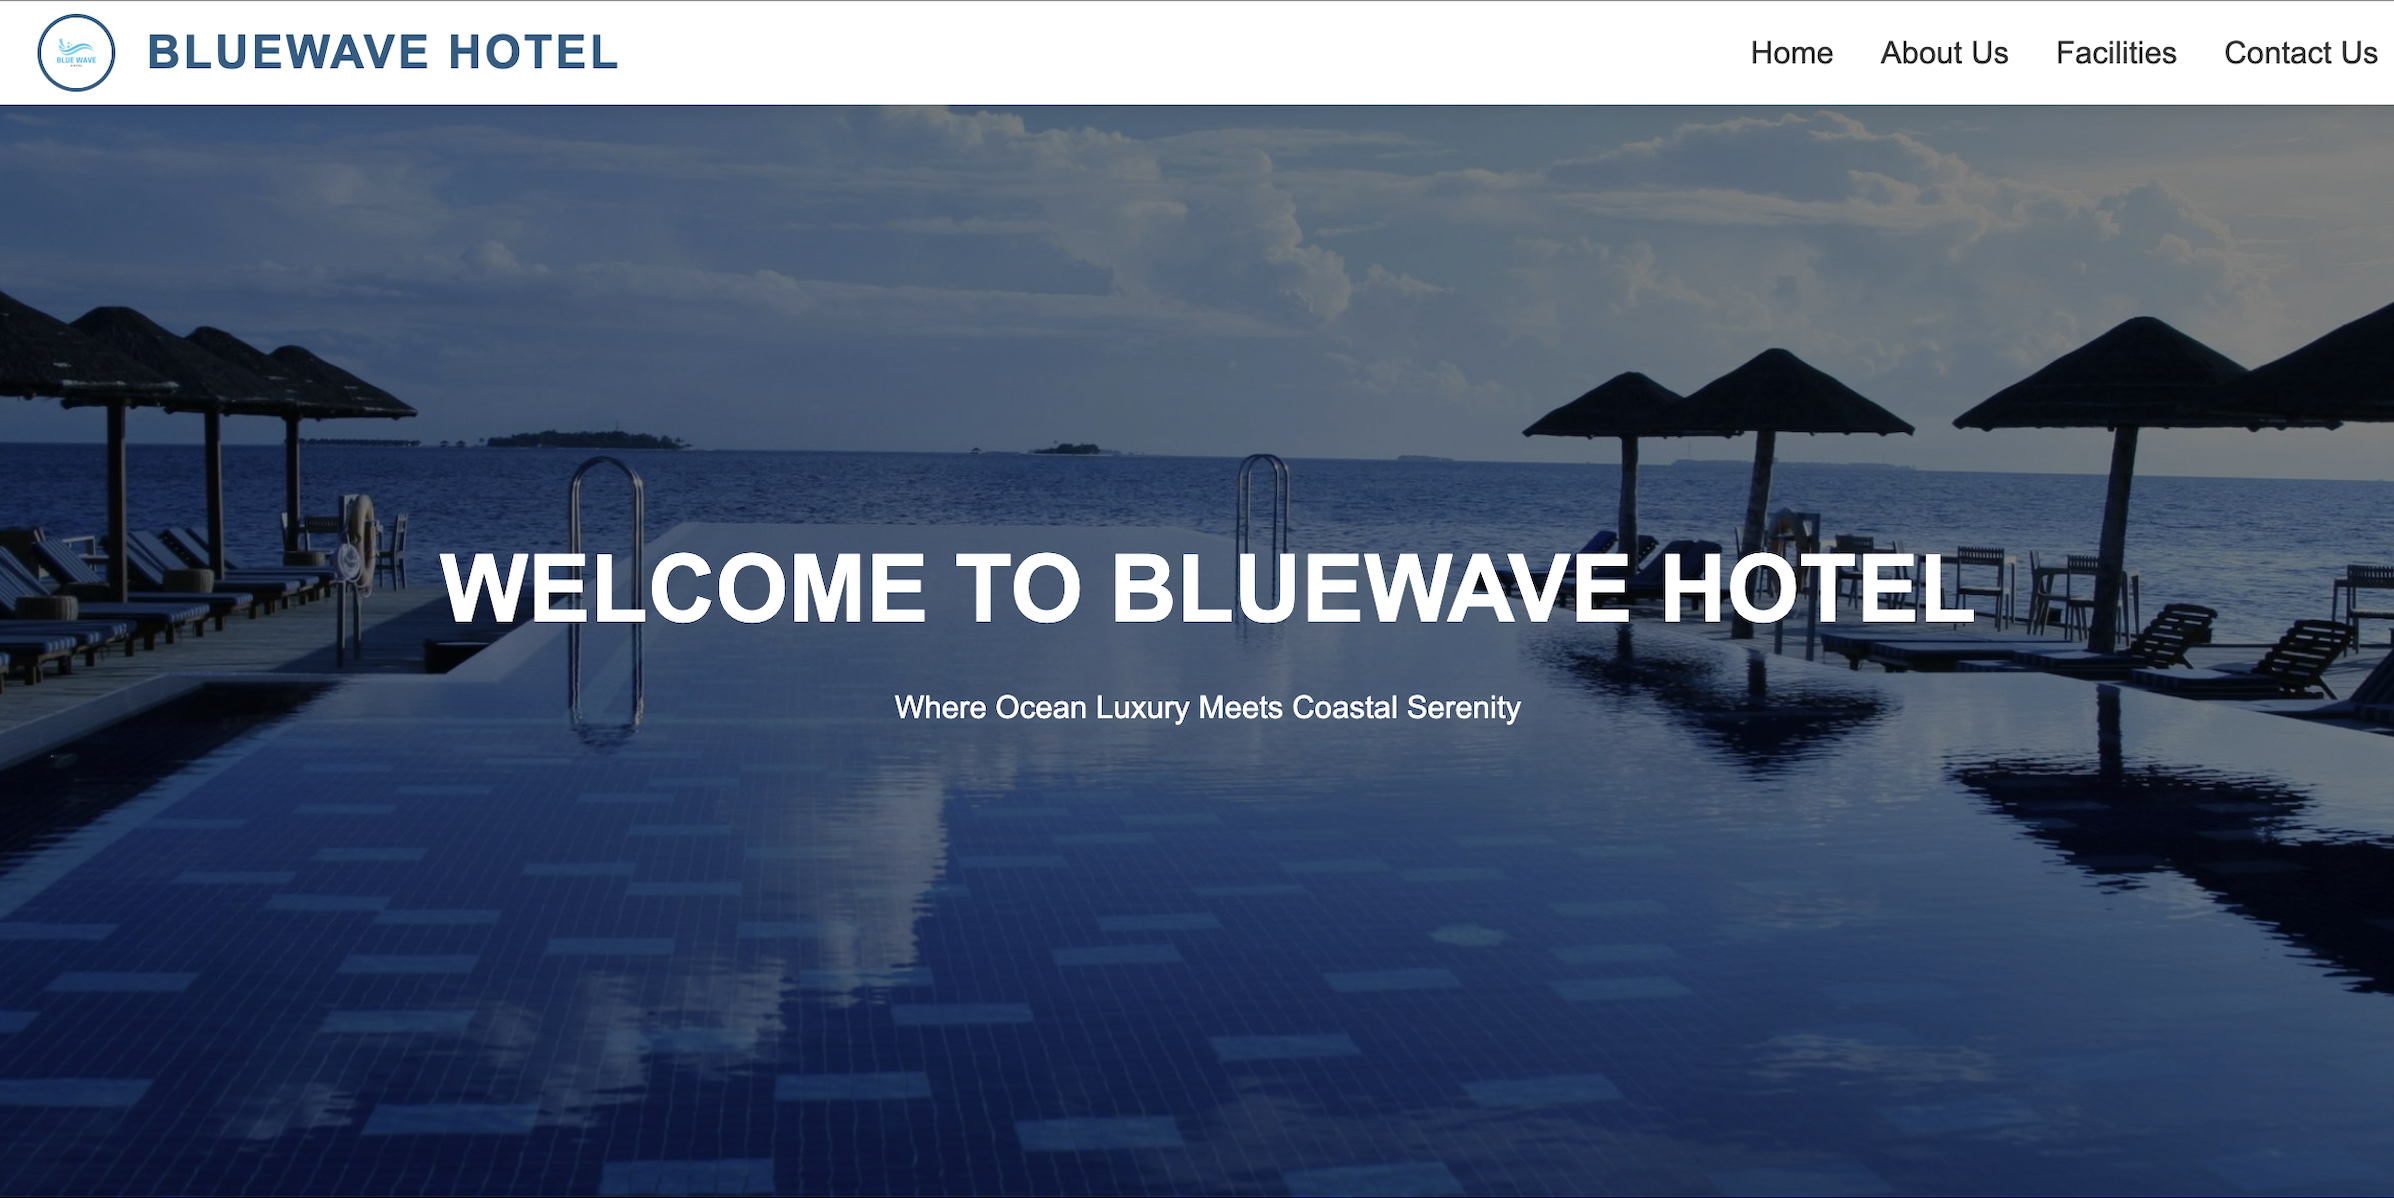 BLUE WAVE
BLUEWAVE HOTEL
Home
About Us
Facilities
Contact Us
WELCOME TO BLUEWAVE HOTEL
Where Ocean Luxury Meets Coastal Serenity